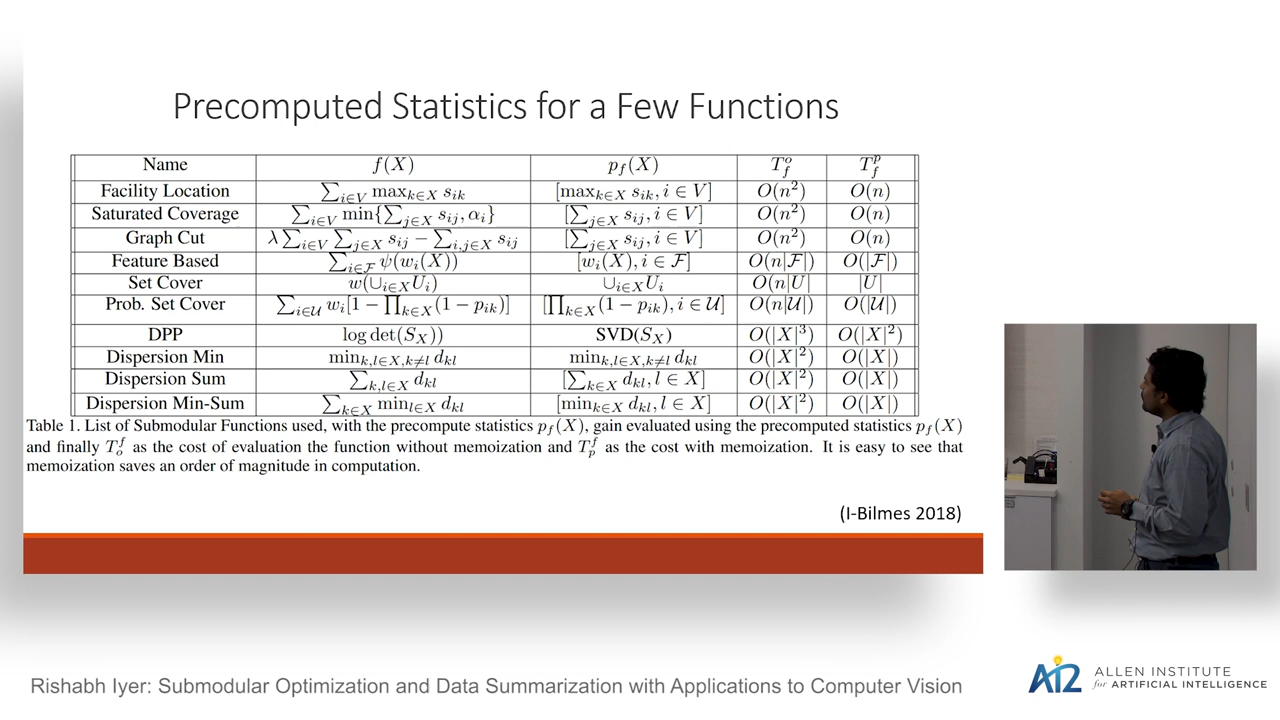 Precomputed Statistics for a Few Functions
Name f(X) p_f(X) T_f^o T_f^p
Facility Location ∑_{i∈V} max_{k∈X} s_{ik} [max_{k∈X} s_{ik}, i ∈ V] O(n²) O(n)
Saturated Coverage ∑_{i∈V} min{∑_{j∈X} s_{ij}, α_i} [∑_{j∈X} s_{ij}, i ∈ V] O(n²) O(n)
Graph Cut λ ∑_{i∈V} ∑_{j∈X} s_{ij} − ∑_{i,j∈X} s_{ij} [∑_{j∈X} s_{ij}, i ∈ V] O(n²) O(n)
Feature Based ∑_{i∈F} ψ(w_i(X)) [w_i(X), i ∈ F] O(n|F|) O(|F|)
Set Cover w(∪_{i∈X} U_i) ∪_{i∈X} U_i O(n|U| |U|
Prob. Set Cover ∑_{i∈U} w_i[1 − ∏_{k∈X}(1 − p_{ik})] [∏_{k∈X}(1 − p_{ik}), i ∈ U] O(n|U|) O(|U|)
DPP log det(S_X)) SVD(S_X) O(|X|³) O(|X|²)
Dispersion Min min_{k,l∈X,k≠l} d_{kl} min_{k,l∈X,k≠l} d_{kl} O(|X|²) O(|X|)
Dispersion Sum ∑_{k,l∈X} d_{kl} [∑_{k∈X} d_{kl}, l ∈ X] O(|X|²) O(|X|)
Dispersion Min-Sum ∑_{k∈X} min_{l∈X} d_{kl} [min_{k∈X} d_{kl}, l ∈ X] O(|X|²) O(|X|)
Table 1. List of Submodular Functions used, with the precompute statistics p_f(X), gain evaluated using the precomputed statistics p_f(X)
and finally T_o^f as the cost of evaluation the function without memoization and T_p^f as the cost with memoization. It is easy to see that
memoization saves an order of magnitude in computation.
(I-Bilmes 2018)
Rishabh Iyer: Submodular Optimization and Data Summarization with Applications to Computer Vision
AI2 ALLEN INSTITUTE
for ARTIFICIAL INTELLIGENCE